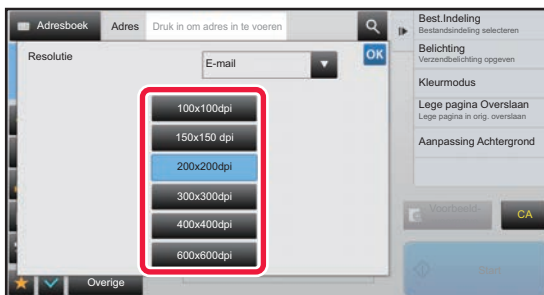 Adresboek
Adres
Druk in om adres in te voeren
Resolutie
E-mail
OK
100x100dpi
150x150 dpi
200x200dpi
300x300dpi
400x400dpi
600x600dpi
Overige
Best.Indeling
Bestandsindeling selecteren
Belichting
Verzendbelichting opgeven
Kleurmodus
Lege pagina Overslaan
Lege pagina in orig. overslaan
Aanpassing Achtergrond
Voorbeeld-
CA
Start